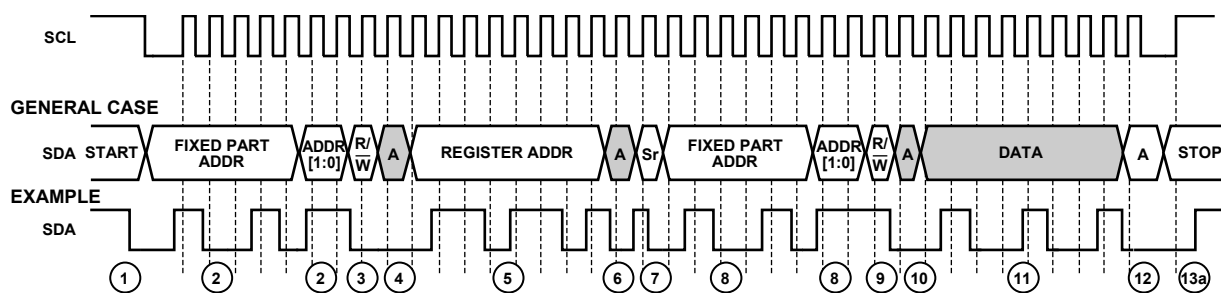 SCL
GENERAL CASE
SDA START FIXED PART ADDR ADDR [1:0] R/W A REGISTER ADDR A Sr FIXED PART ADDR ADDR [1:0] R/W A DATA A STOP
EXAMPLE
SDA
1 2 2 3 4 5 6 7 8 8 9 10 11 12 13a